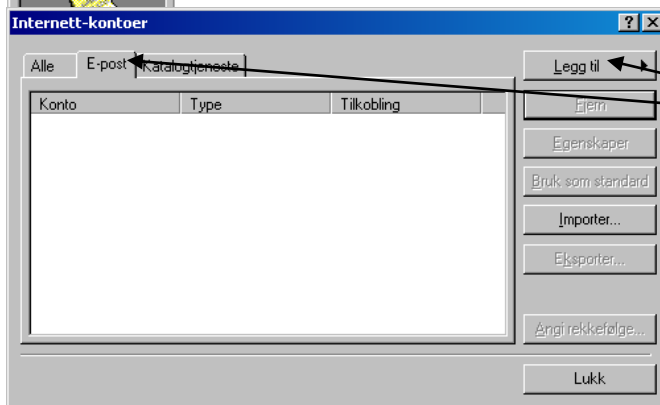 Internett-kontoer
Alle E-post Katalogtjeneste
Legg til
Konto Type Tilkobling
Fjern
Egenskaper
Bruk som standard
Importer...
Eksporter...
Angi rekkefølge...
Lukk